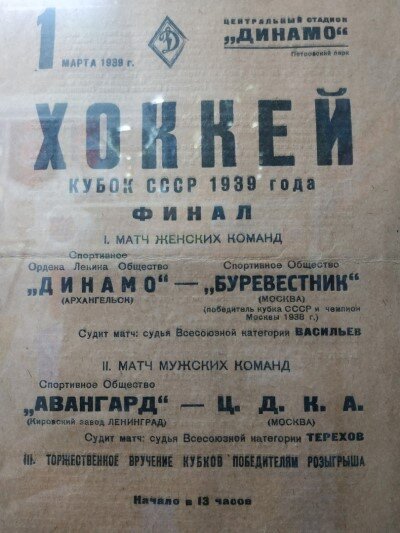 1
МАРТА 1939 г.
Д
ЦЕНТРАЛЬНЫЙ СТАДИОН
„ДИНАМО“
Петровский парк
ХОККЕЙ
КУБОК СССР 1939 года
ФИНАЛ
I. МАТЧ ЖЕНСКИХ КОМАНД
Спортивное
Ордена Ленина Общество
„ДИНАМО“
(АРХАНГЕЛЬСК)
—
Спортивное Общество
„БУРЕВЕСТНИК“
(МОСКВА)
(победитель кубка СССР и чемпион
Москвы 1938 г.)
Судит матч: судья Всесоюзной категории ВАСИЛЬЕВ
II. МАТЧ МУЖСКИХ КОМАНД
Спортивное Общество
„АВАНГАРД“ — Ц. Д. К. А.
(Кировский завод ЛЕНИНГРАД) (МОСКВА)
Судит матч: судья Всесоюзной категории ТЕРЕХОВ
III. ТОРЖЕСТВЕННОЕ ВРУЧЕНИЕ КУБКОВ ПОБЕДИТЕЛЯМ РОЗЫГРЫША
Начало в 13 часов